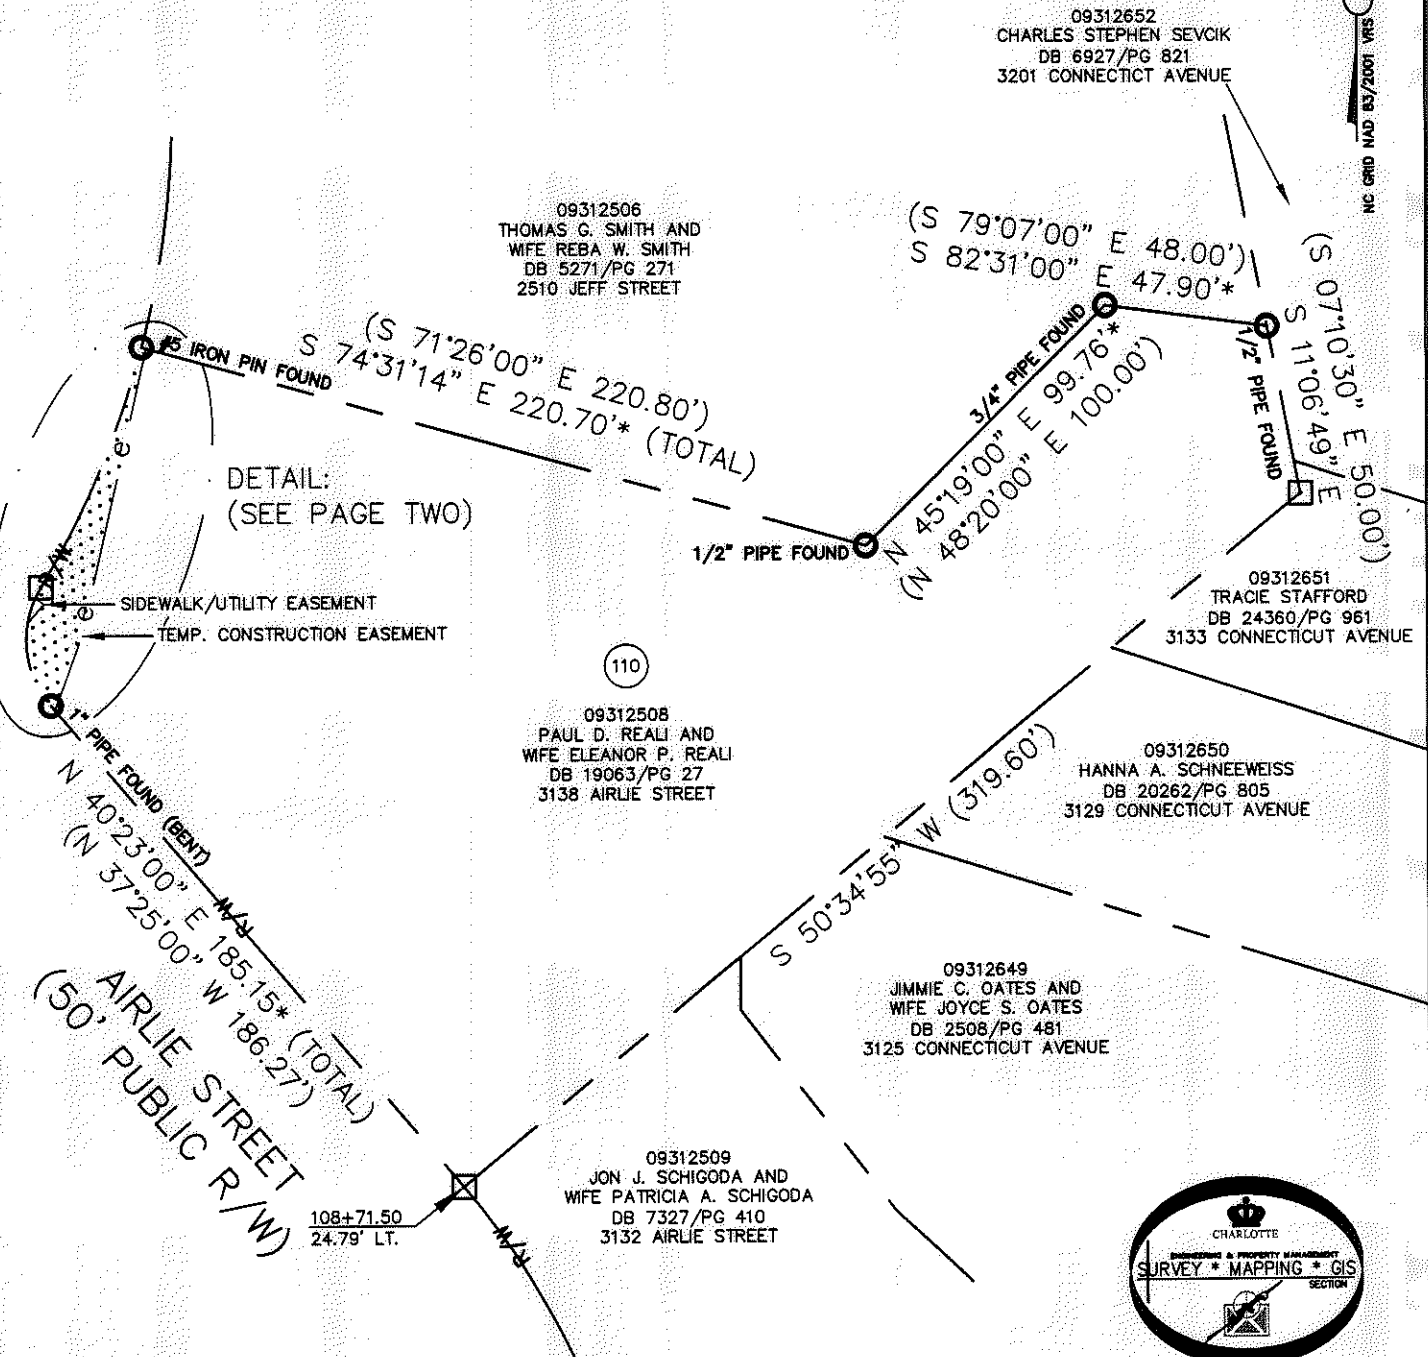 09312652
CHARLES STEPHEN SEVCIK
DB 6927/PG 821
3201 CONNECTICT AVENUE
NC GRID NAD 83/2001 VRS
09312506
THOMAS G. SMITH AND
WIFE REBA W. SMITH
DB 5271/PG 271
2510 JEFF STREET
(S 79°07'00" E 48.00')
S 82°31'00" E 47.90'*
(S 07°10'30" E 50.00')
S 11°06'49" E
1/2" PIPE FOUND
#5 IRON PIN FOUND
(S 71°26'00" E 220.80')
S 74°31'14" E 220.70'* (TOTAL)
3/4" PIPE FOUND
N 45°19'00" E 99.76'*
(N 48°20'00" E 100.00')
1/2" PIPE FOUND
e
DETAIL:
(SEE PAGE TWO)
R/W
e
SIDEWALK/UTILITY EASEMENT
TEMP. CONSTRUCTION EASEMENT
09312651
TRACIE STAFFORD
DB 24360/PG 961
3133 CONNECTICUT AVENUE
110
09312508
PAUL D. REALI AND
WIFE ELEANOR P. REALI
DB 19063/PG 27
3138 AIRLIE STREET
1" PIPE FOUND (BENT)
N 40°23'00" E 185.15* (TOTAL)
(N 37°25'00" W 186.27')
R/W
AIRLIE STREET
(50' PUBLIC R/W)
09312650
HANNA A. SCHNEEWEISS
DB 20262/PG 805
3129 CONNECTICUT AVENUE
S 50°34'55" W (319.60')
09312649
JIMMIE C. OATES AND
WIFE JOYCE S. OATES
DB 2508/PG 481
3125 CONNECTICUT AVENUE
09312509
JON J. SCHIGODA AND
WIFE PATRICIA A. SCHIGODA
DB 7327/PG 410
3132 AIRLIE STREET
108+71.50
24.79' LT.
R/W
CHARLOTTE
ENGINEERING & PROPERTY MANAGEMENT
SURVEY * MAPPING * GIS
SECTION